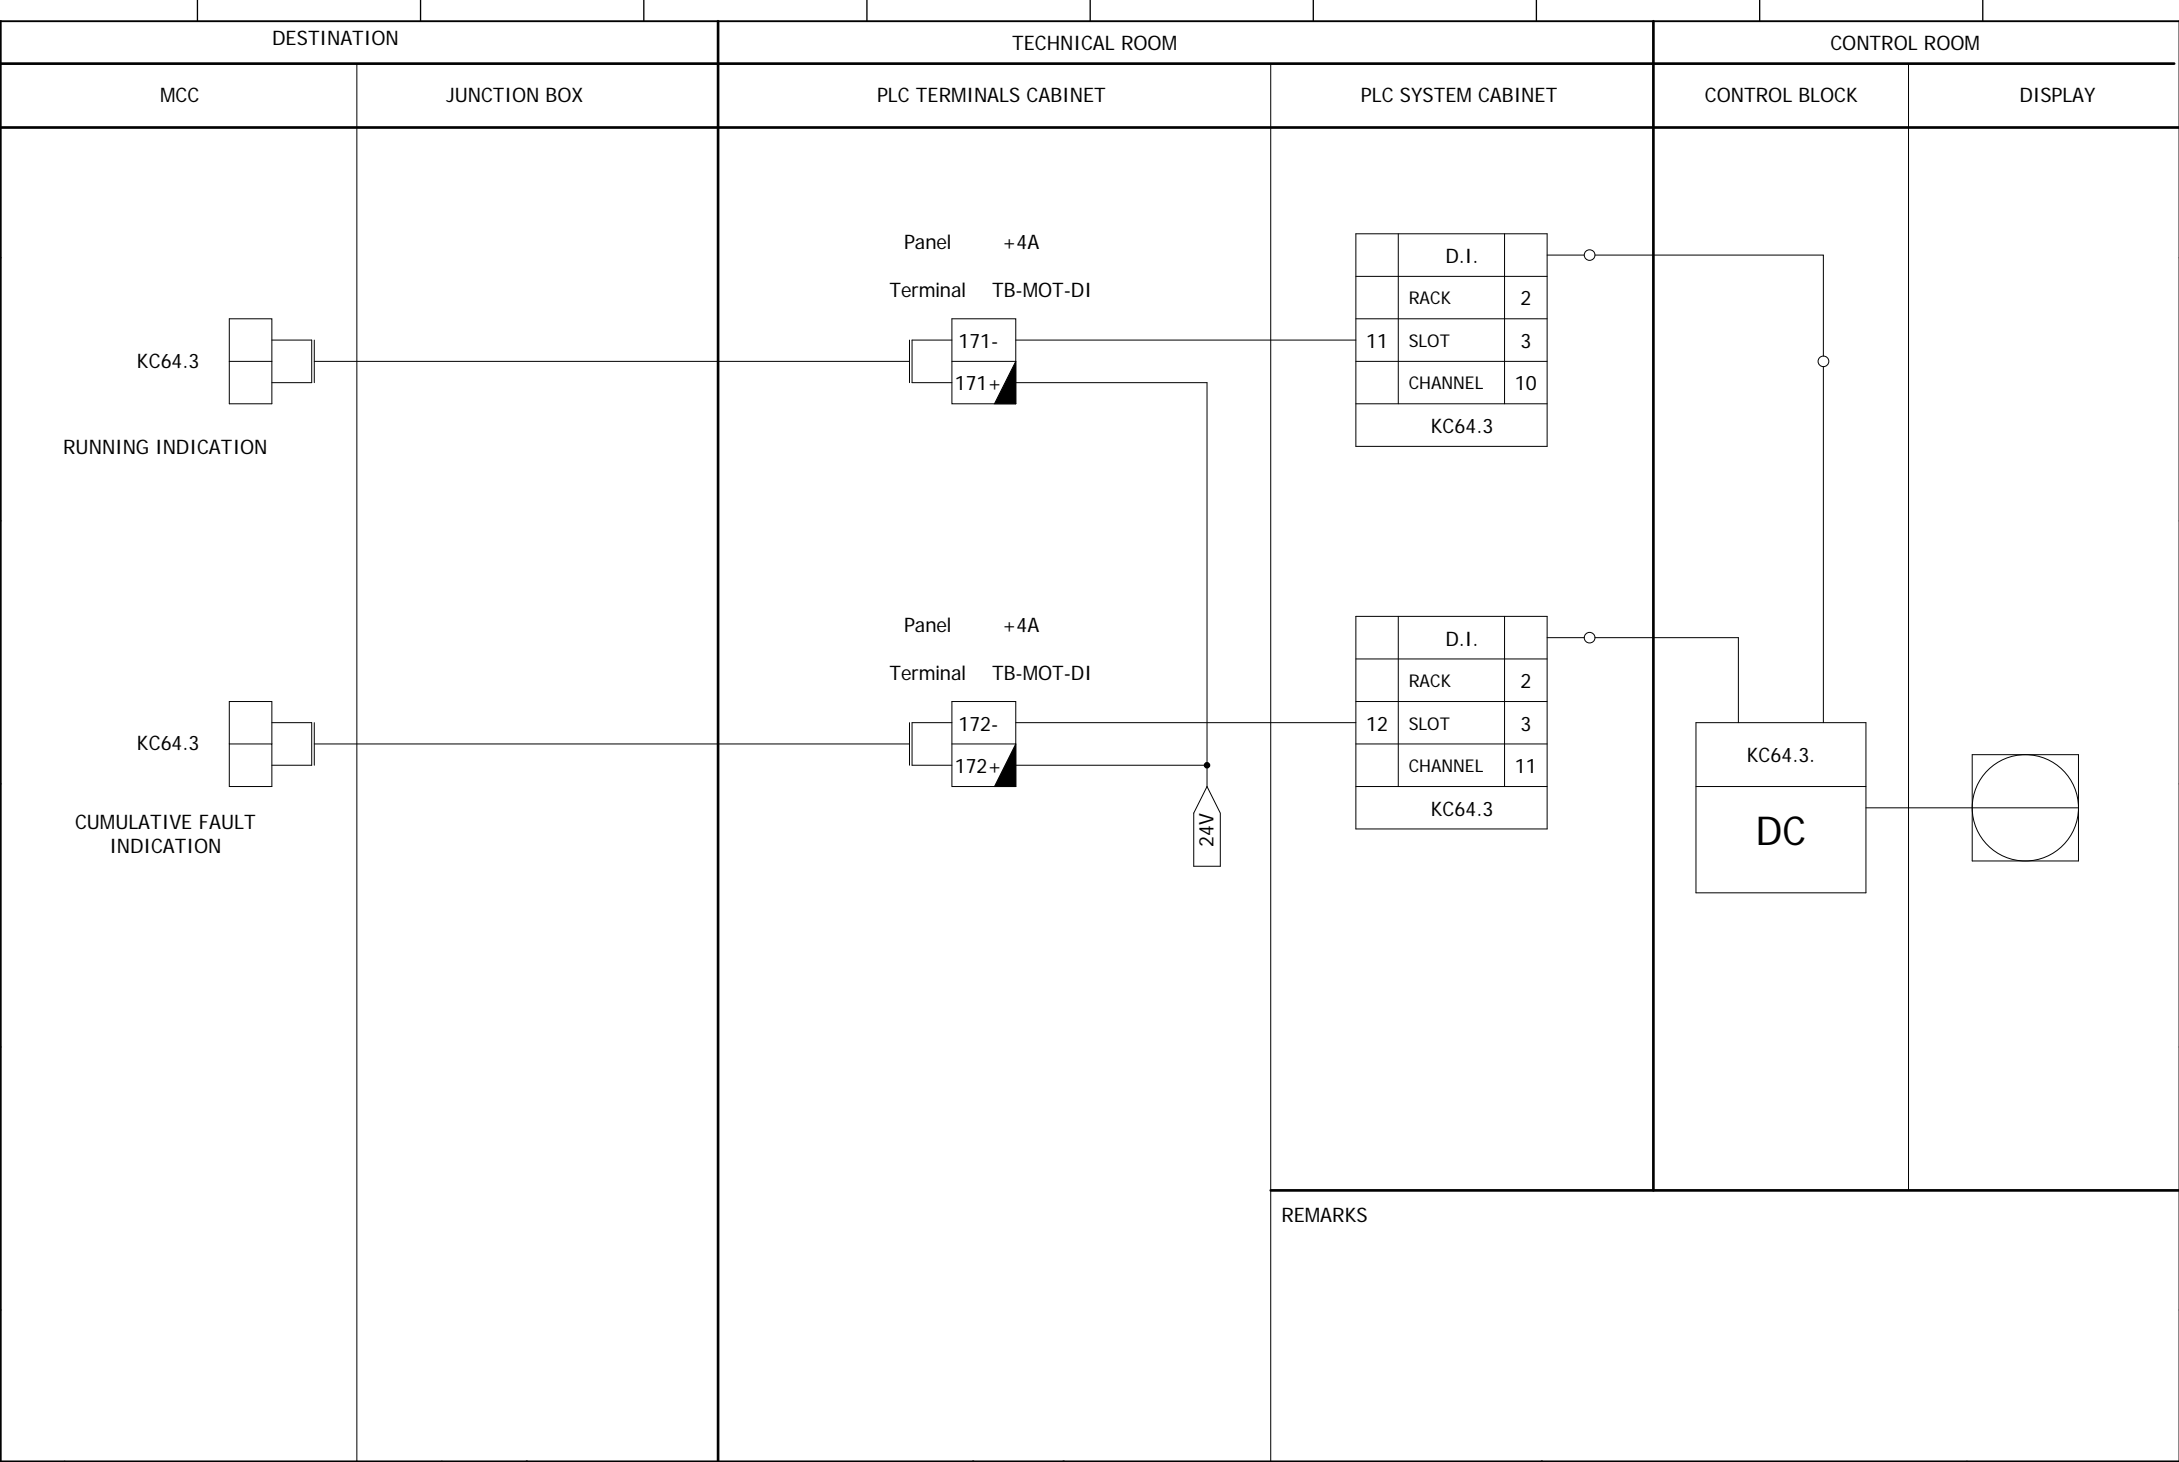 DESTINATION
TECHNICAL ROOM
CONTROL ROOM
MCC
JUNCTION BOX
PLC TERMINALS CABINET
PLC SYSTEM CABINET
CONTROL BLOCK
DISPLAY
Panel +4A
Terminal TB-MOT-DI
KC64.3
RUNNING INDICATION
171-
171+
D.I.
RACK 2
11 SLOT 3
CHANNEL 10
KC64.3
Panel +4A
Terminal TB-MOT-DI
KC64.3
CUMULATIVE FAULT
INDICATION
172-
172+
24V
D.I.
RACK 2
12 SLOT 3
CHANNEL 11
KC64.3
KC64.3.
DC
REMARKS